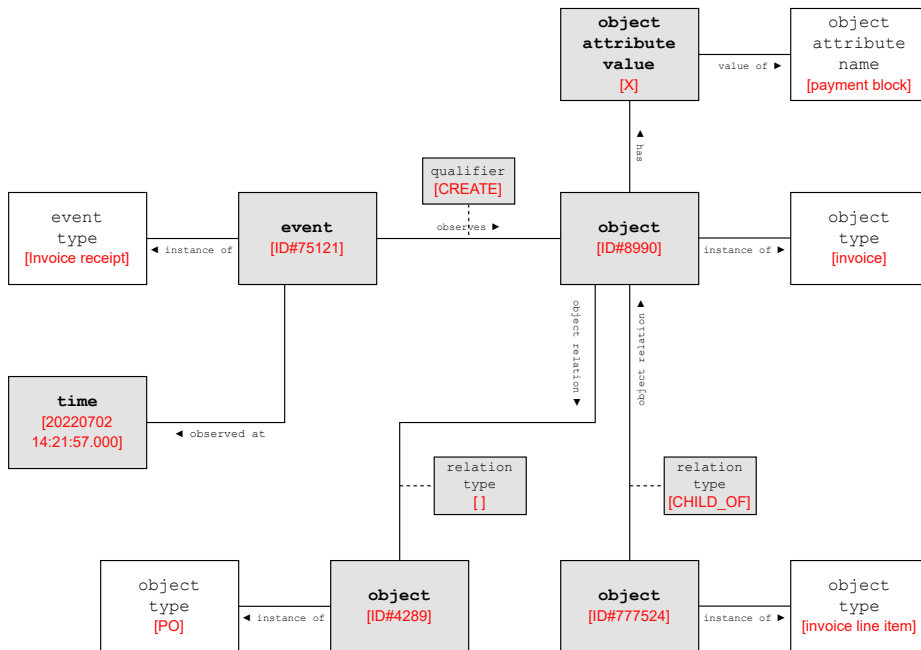 object
attribute
value
[X]
value of ►
object
attribute
name
[payment block]
has ►
qualifier
[CREATE]
event
type
[Invoice receipt]
◄ instance of
event
[ID#75121]
observes ►
object
[ID#8990]
instance of ►
object
type
[invoice]
object relation ►
object relation ►
time
[20220702
14:21:57.000]
◄ observed at
relation
type
[ ]
relation
type
[CHILD_OF]
object
type
[PO]
◄ instance of
object
[ID#4289]
object
[ID#777524]
instance of ►
object
type
[invoice line item]